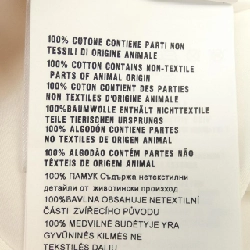 100% COTONE CONTIENE PARTI NON
TESSILI DI ORIGINE ANIMALE
100% COTTON CONTAINS NON-TEXTILE
PARTS OF ANIMAL ORIGIN
100% COTON CONTIENT DES PARTIES
NON TEXTILES D'ORIGINE ANIMALE
100%BAUMWOLLE ENTHÄLT NICHTTEXTILE
TEILE TIERISCHEN URSPRUNGS
100% ALGODÓN CONTIENE PARTES
NO TEXTILES DE ORIGEN ANIMAL
100% ALGODÃO CONTÉM PARTES NÃO
TÊXTEIS DE ORIGEM ANIMAL
100% ПАМУК Съдържа нетекстилни
детайли от животински произход
100%BAVLNA OBSAHUJE NETEXTILNÍ
ČÁSTI ZVÍŘECÍHO PŮVODU
100% MEDVILNĖ SUDĖTYJE YRA
GYVŪNINĖS KILMĖS NE
TEKSTILĖS DALIŲ